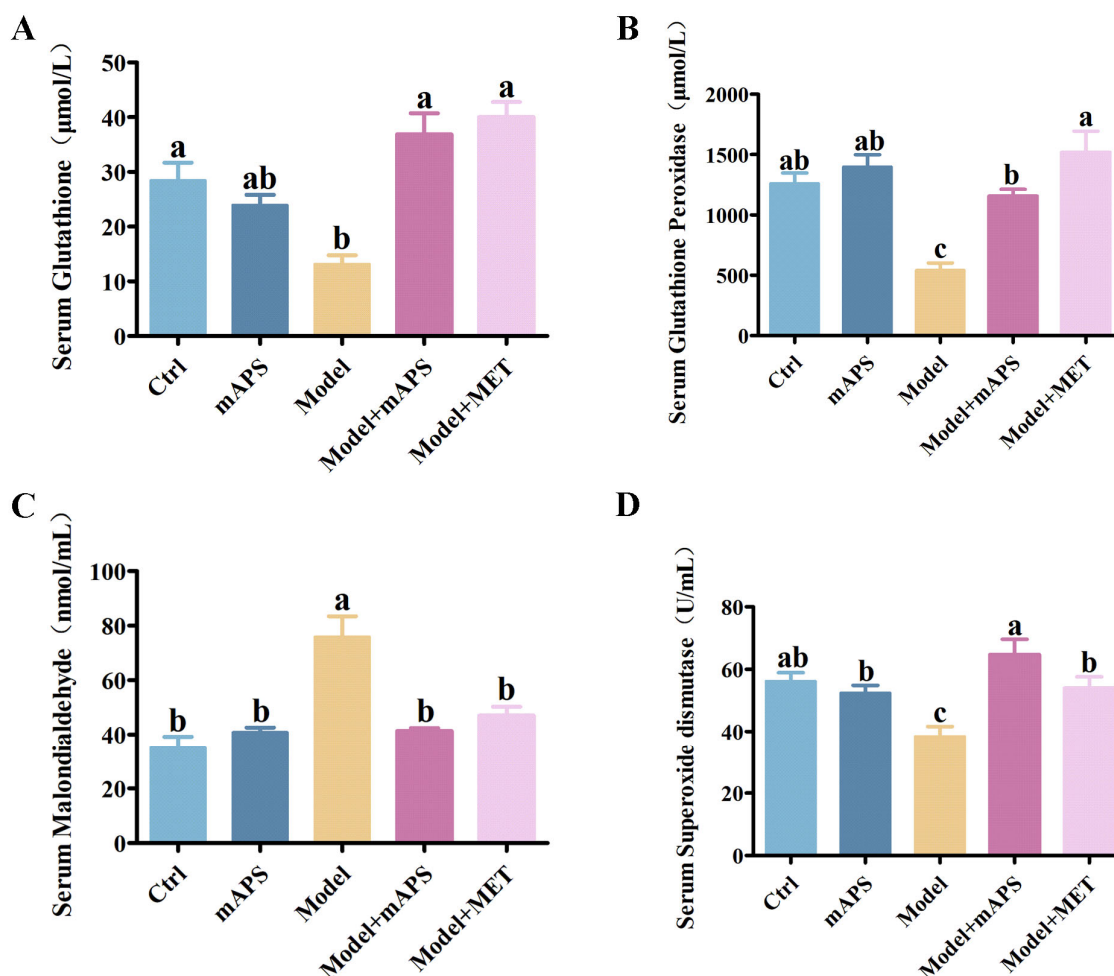 A
Serum Glutathione（μmol/L）
50
40
30
20
10
0
a
ab
b
a
a
Ctrl
mAPS
Model
Model+mAPS
Model+MET
B
Serum Glutathione Peroxidase（μmol/L）
2000
1500
1000
500
0
ab
ab
c
b
a
Ctrl
mAPS
Model
Model+mAPS
Model+MET
C
Serum Malondialdehyde（nmol/mL）
100
80
60
40
20
0
b
b
a
b
b
Ctrl
mAPS
Model
Model+mAPS
Model+MET
D
Serum Superoxide dismutase（U/mL）
80
60
40
20
0
ab
b
c
a
b
Ctrl
mAPS
Model
Model+mAPS
Model+MET